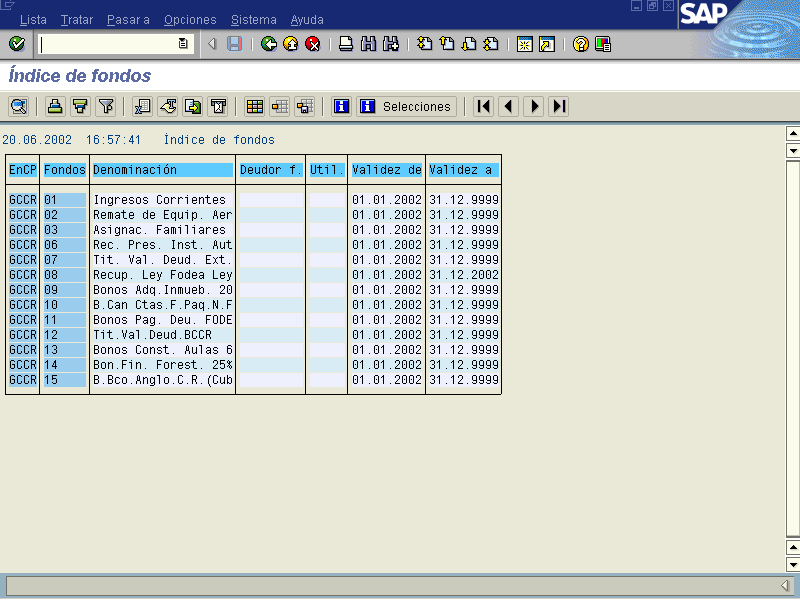 Lista Tratar Pasar a Opciones Sistema Ayuda
SAP
Índice de fondos
Selecciones
20.06.2002 16:57:41 Índice de fondos
EnCP Fondos Denominación Deudor f. Util. Validez de Validez a
GCCR 01 Ingresos Corrientes 01.01.2002 31.12.9999
GCCR 02 Remate de Equip. Aer 01.01.2002 31.12.9999
GCCR 03 Asignac. Familiares 01.01.2002 31.12.9999
GCCR 06 Rec. Pres. Inst. Aut 01.01.2002 31.12.9999
GCCR 07 Tit. Val. Deud. Ext. 01.01.2002 31.12.9999
GCCR 08 Recup. Ley Fodea Ley 01.01.2002 31.12.2002
GCCR 09 Bonos Adq.Inmueb. 20 01.01.2002 31.12.9999
GCCR 10 B.Can Ctas.F.Paq.N.F 01.01.2002 31.12.9999
GCCR 11 Bonos Pag. Deu. FODE 01.01.2002 31.12.9999
GCCR 12 Tit.Val.Deud.BCCR 01.01.2002 31.12.9999
GCCR 13 Bonos Const. Aulas 6 01.01.2002 31.12.9999
GCCR 14 Bon.Fin. Forest. 25% 01.01.2002 31.12.9999
GCCR 15 B.Bco.Anglo.C.R.(Cub 01.01.2002 31.12.9999